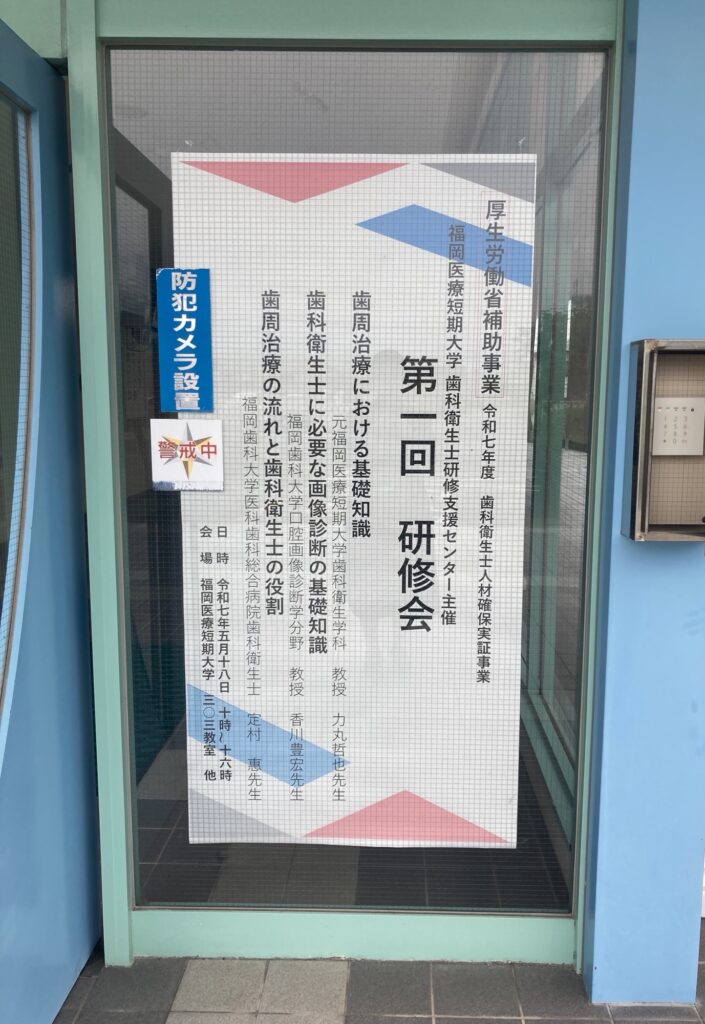 厚生労働省補助事業 令和七年度 歯科衛生士人材確保実証事業
福岡医療短期大学 歯科衛生士研修支援センター主催
第一回 研修会
歯周治療における基礎知識
元福岡医療短期大学歯科衛生学科 教授 力丸哲也先生
歯科衛生士に必要な画像診断の基礎知識
福岡歯科大学口腔画像診断学分野 教授 香川豊宏先生
歯周治療の流れと歯科衛生士の役割
福岡歯科大学医科歯科総合病院歯科衛生士 定村 惠先生
日時 令和七年五月十八日 十時~十六時
会場 福岡医療短期大学 三〇三教室 他
防犯カメラ設置
警戒中